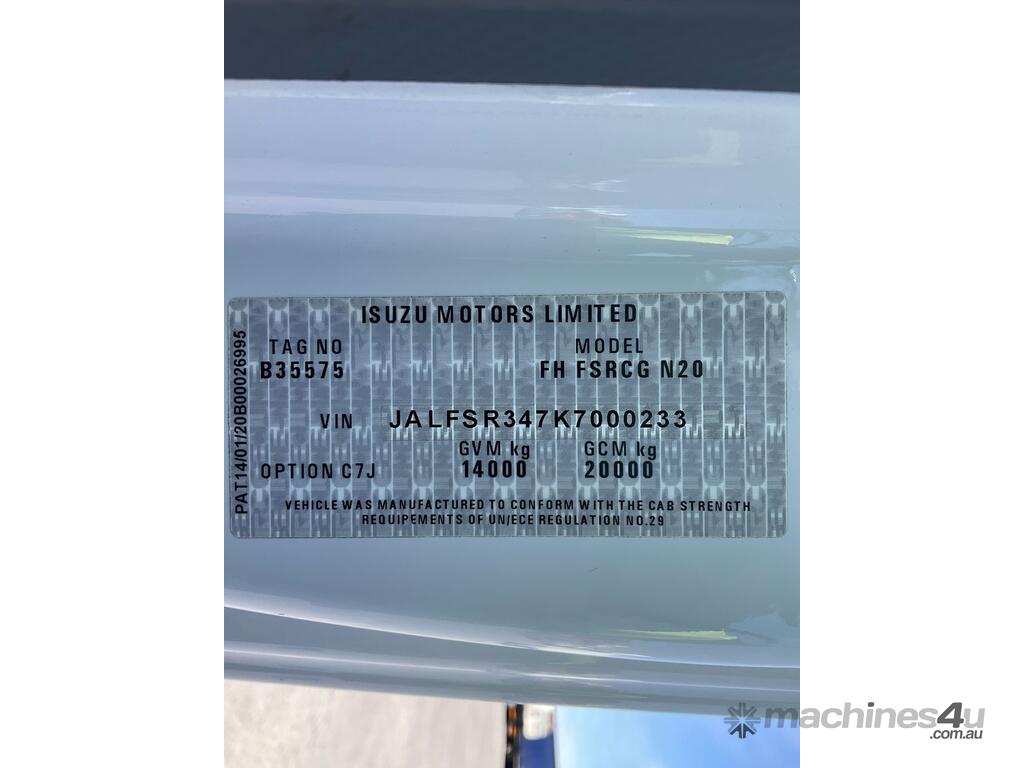 ISUZU MOTORS LIMITED
TAG NO MODEL
B35575 FH FSRCG N20
VIN JALFSR347K7000233
GVM kg GCM kg
OPTION C7J 14000 20000
VEHICLE WAS MANUFACTURED TO CONFORM WITH THE CAB STRENGTH
REQUIPEMENTS OF UN/ECE REGULATION NO.29
PAT14/01/20B00026995
machines4u
.com.au